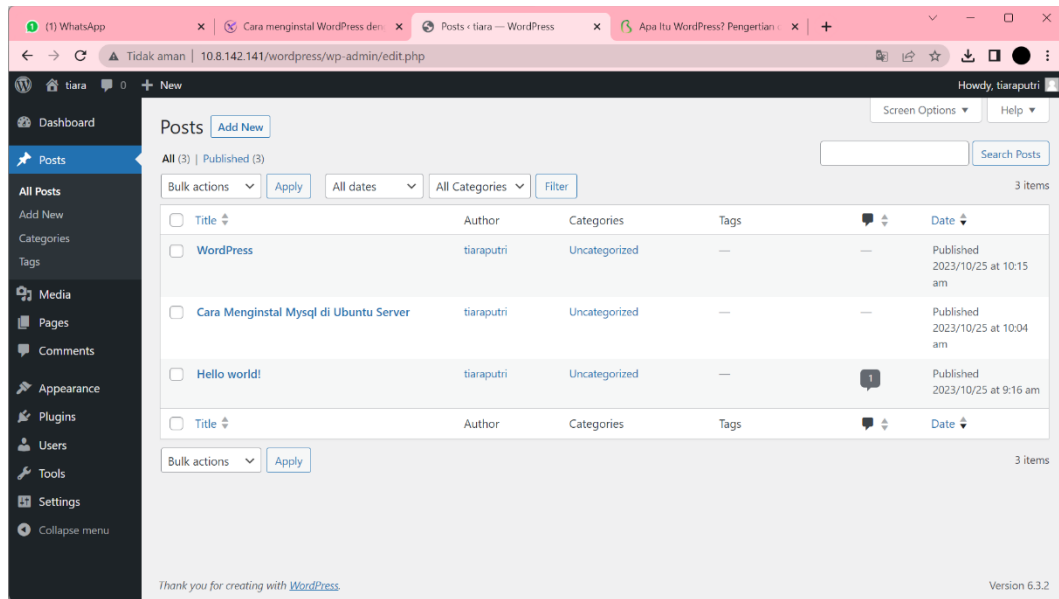 (1) WhatsApp
Cara menginstal WordPress den
Posts ‹ tiara — WordPress
Apa Itu WordPress? Pengertian
Tidak aman | 10.8.142.141/wordpress/wp-admin/edit.php
tiara 0 + New Howdy, tiaraputri
Screen Options ▼ Help ▼
Dashboard
Posts
All Posts
Add New
Categories
Tags
Media
Pages
Comments
Appearance
Plugins
Users
Tools
Settings
Collapse menu
Posts Add New
All (3) | Published (3)
Search Posts
Bulk actions Apply All dates All Categories Filter 3 items
Title Author Categories Tags Date
WordPress tiaraputri Uncategorized — — Published
2023/10/25 at 10:15
am
Cara Menginstal Mysql di Ubuntu Server tiaraputri Uncategorized — — Published
2023/10/25 at 10:04
am
Hello world! tiaraputri Uncategorized — 1 Published
2023/10/25 at 9:16 am
Title Author Categories Tags Date
Bulk actions Apply 3 items
Thank you for creating with WordPress. Version 6.3.2